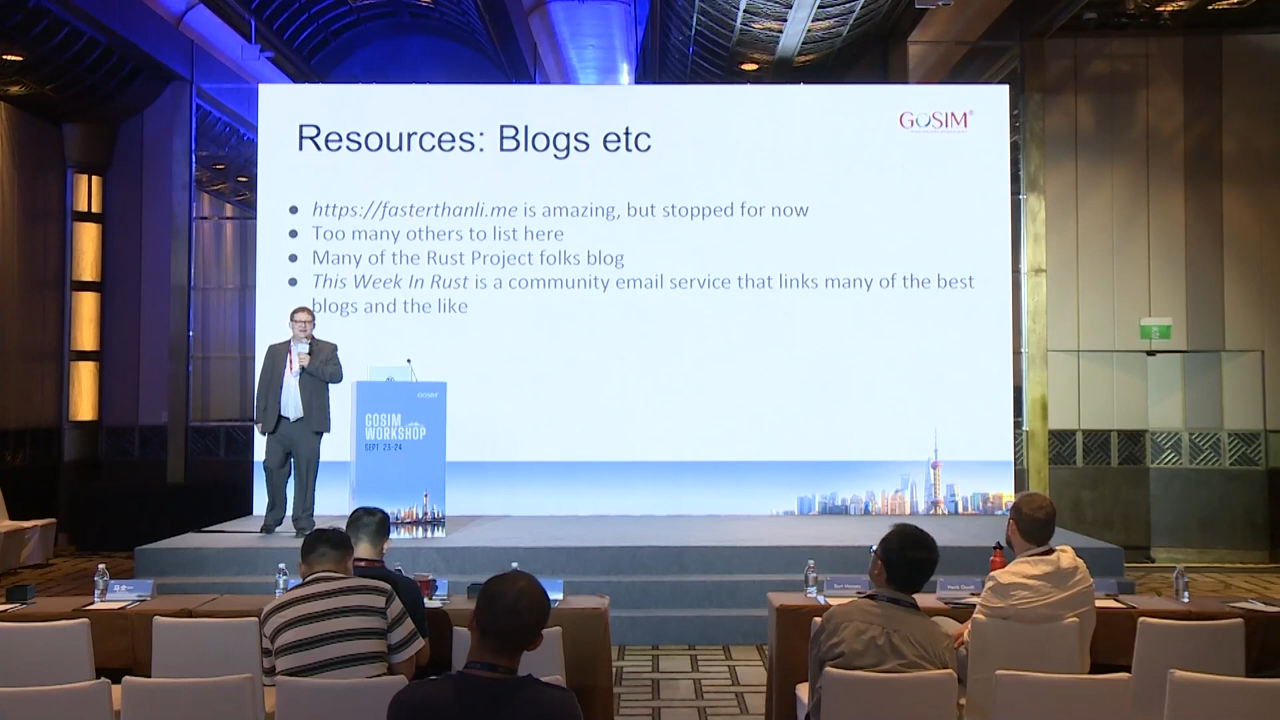 Resources: Blogs etc
GOSIM
https://fasterthanli.me is amazing, but stopped for now
Too many others to list here
Many of the Rust Project folks blog
This Week In Rust is a community email service that links many of the best
blogs and the like
GOSIM
GOSIM
WORKSHOP
SEPT 23-24